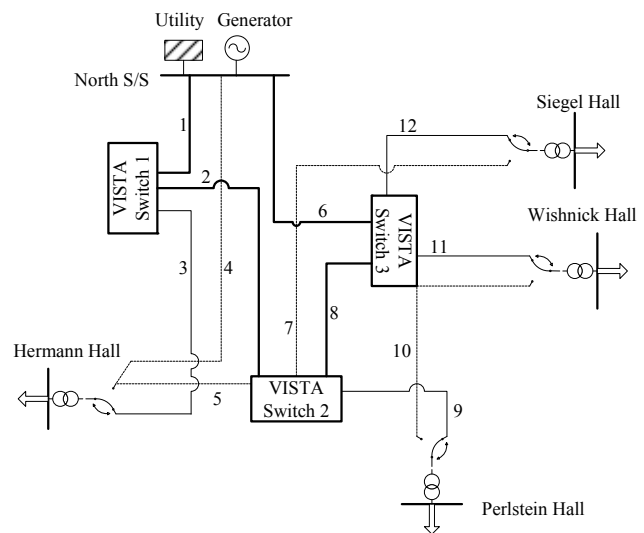 Utility
Generator
North S/S
Siegel Hall
1
12
VISTA
Switch 1
2
Wishnick Hall
6
VISTA
Switch 3
11
3
4
7
8
10
Hermann Hall
5
VISTA
Switch 2
9
Perlstein Hall